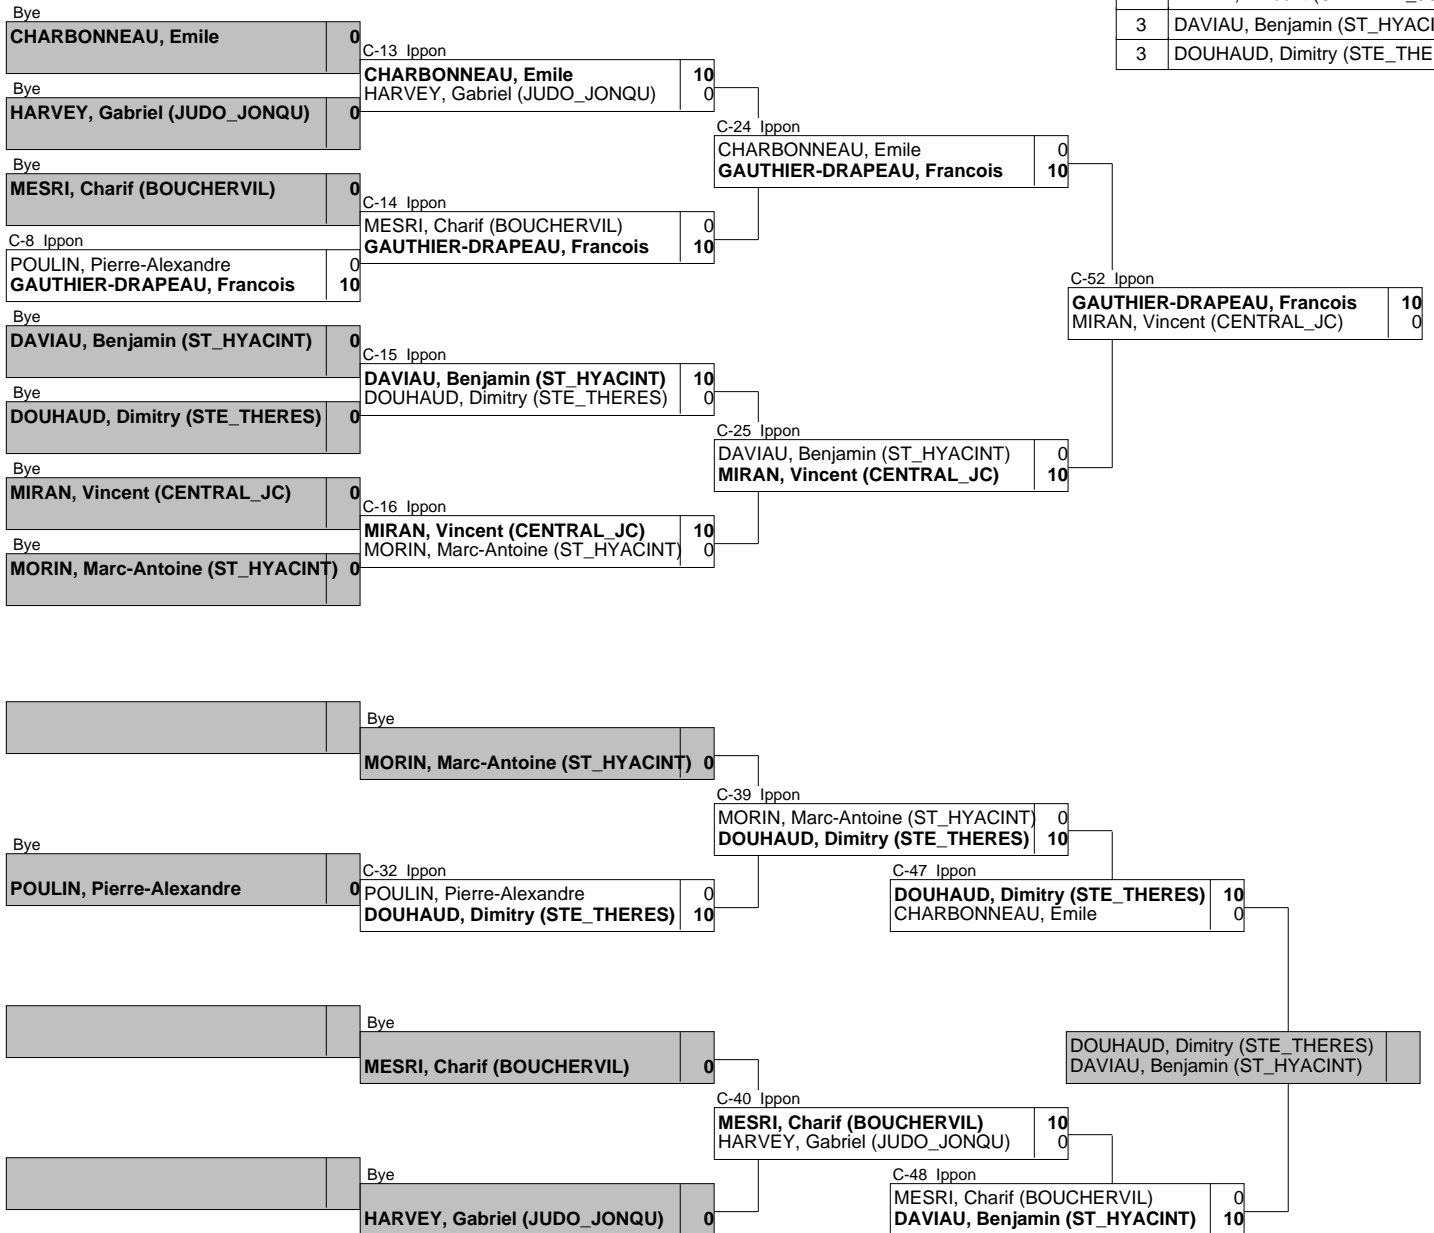 3 DAVIAU, Benjamin (ST_HYACI
3 DOUHAUD, Dimitry (STE_THE
Bye
CHARBONNEAU, Emile 0
Bye
HARVEY, Gabriel (JUDO_JONQU) 0
Bye
MESRI, Charif (BOUCHERVIL) 0
C-8 Ippon
POULIN, Pierre-Alexandre 0
GAUTHIER-DRAPEAU, Francois 10
Bye
DAVIAU, Benjamin (ST_HYACINT) 0
Bye
DOUHAUD, Dimitry (STE_THERES) 0
Bye
MIRAN, Vincent (CENTRAL_JC) 0
Bye
MORIN, Marc-Antoine (ST_HYACINT) 0
C-13 Ippon
CHARBONNEAU, Emile 10
HARVEY, Gabriel (JUDO_JONQU) 0
C-14 Ippon
MESRI, Charif (BOUCHERVIL) 0
GAUTHIER-DRAPEAU, Francois 10
C-15 Ippon
DAVIAU, Benjamin (ST_HYACINT) 10
DOUHAUD, Dimitry (STE_THERES) 0
C-16 Ippon
MIRAN, Vincent (CENTRAL_JC) 10
MORIN, Marc-Antoine (ST_HYACINT) 0
C-24 Ippon
CHARBONNEAU, Emile 0
GAUTHIER-DRAPEAU, Francois 10
C-25 Ippon
DAVIAU, Benjamin (ST_HYACINT) 0
MIRAN, Vincent (CENTRAL_JC) 10
C-52 Ippon
GAUTHIER-DRAPEAU, Francois 10
MIRAN, Vincent (CENTRAL_JC) 0
Bye
MORIN, Marc-Antoine (ST_HYACINT) 0
Bye
POULIN, Pierre-Alexandre 0
C-32 Ippon
POULIN, Pierre-Alexandre 0
DOUHAUD, Dimitry (STE_THERES) 10
C-39 Ippon
MORIN, Marc-Antoine (ST_HYACINT) 0
DOUHAUD, Dimitry (STE_THERES) 10
C-47 Ippon
DOUHAUD, Dimitry (STE_THERES) 10
CHARBONNEAU, Emile 0
Bye
MESRI, Charif (BOUCHERVIL) 0
Bye
HARVEY, Gabriel (JUDO_JONQU) 0
C-40 Ippon
MESRI, Charif (BOUCHERVIL) 10
HARVEY, Gabriel (JUDO_JONQU) 0
C-48 Ippon
MESRI, Charif (BOUCHERVIL) 0
DAVIAU, Benjamin (ST_HYACINT) 10
DOUHAUD, Dimitry (STE_THERES)
DAVIAU, Benjamin (ST_HYACINT)